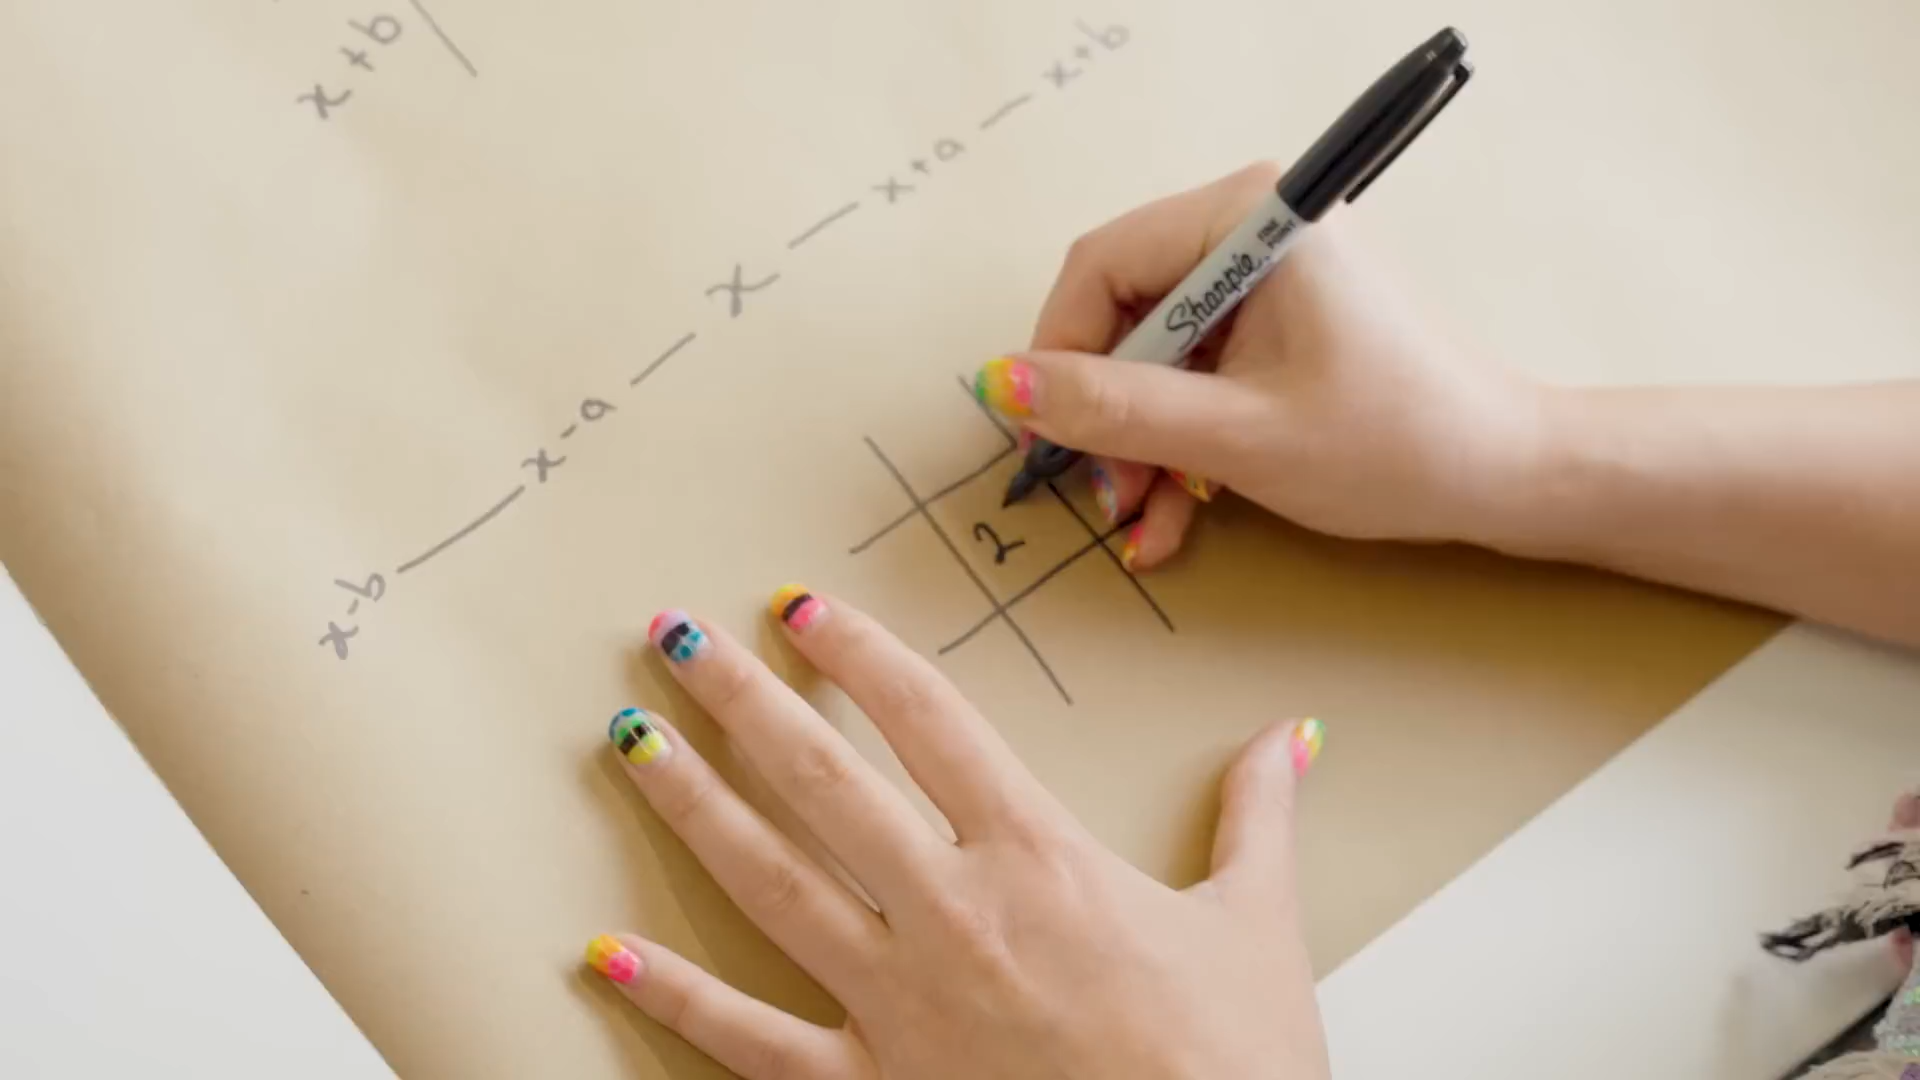 x+b
x-b — x-a — x — x+a — x+b
2
Sharpie.
FINE POINT